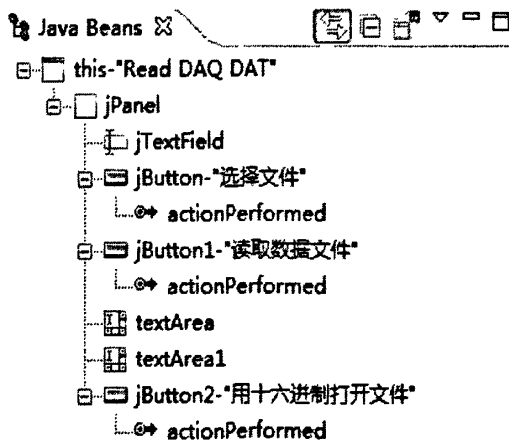 Java Beans
this-"Read DAQ DAT"
jPanel
jTextField
jButton-"选择文件"
actionPerformed
jButton1-"读取数据文件"
actionPerformed
textArea
textArea1
jButton2-"用十六进制打开文件"
actionPerformed